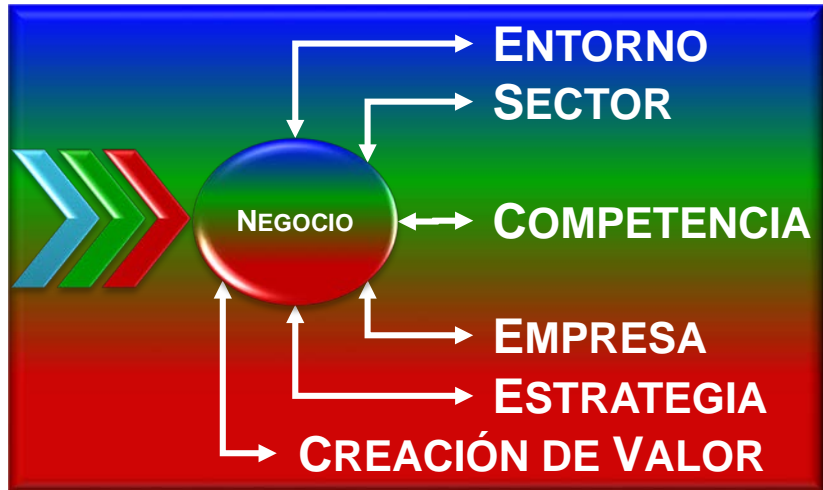 ENTORNO
SECTOR
NEGOCIO
COMPETENCIA
EMPRESA
ESTRATEGIA
CREACIÓN DE VALOR